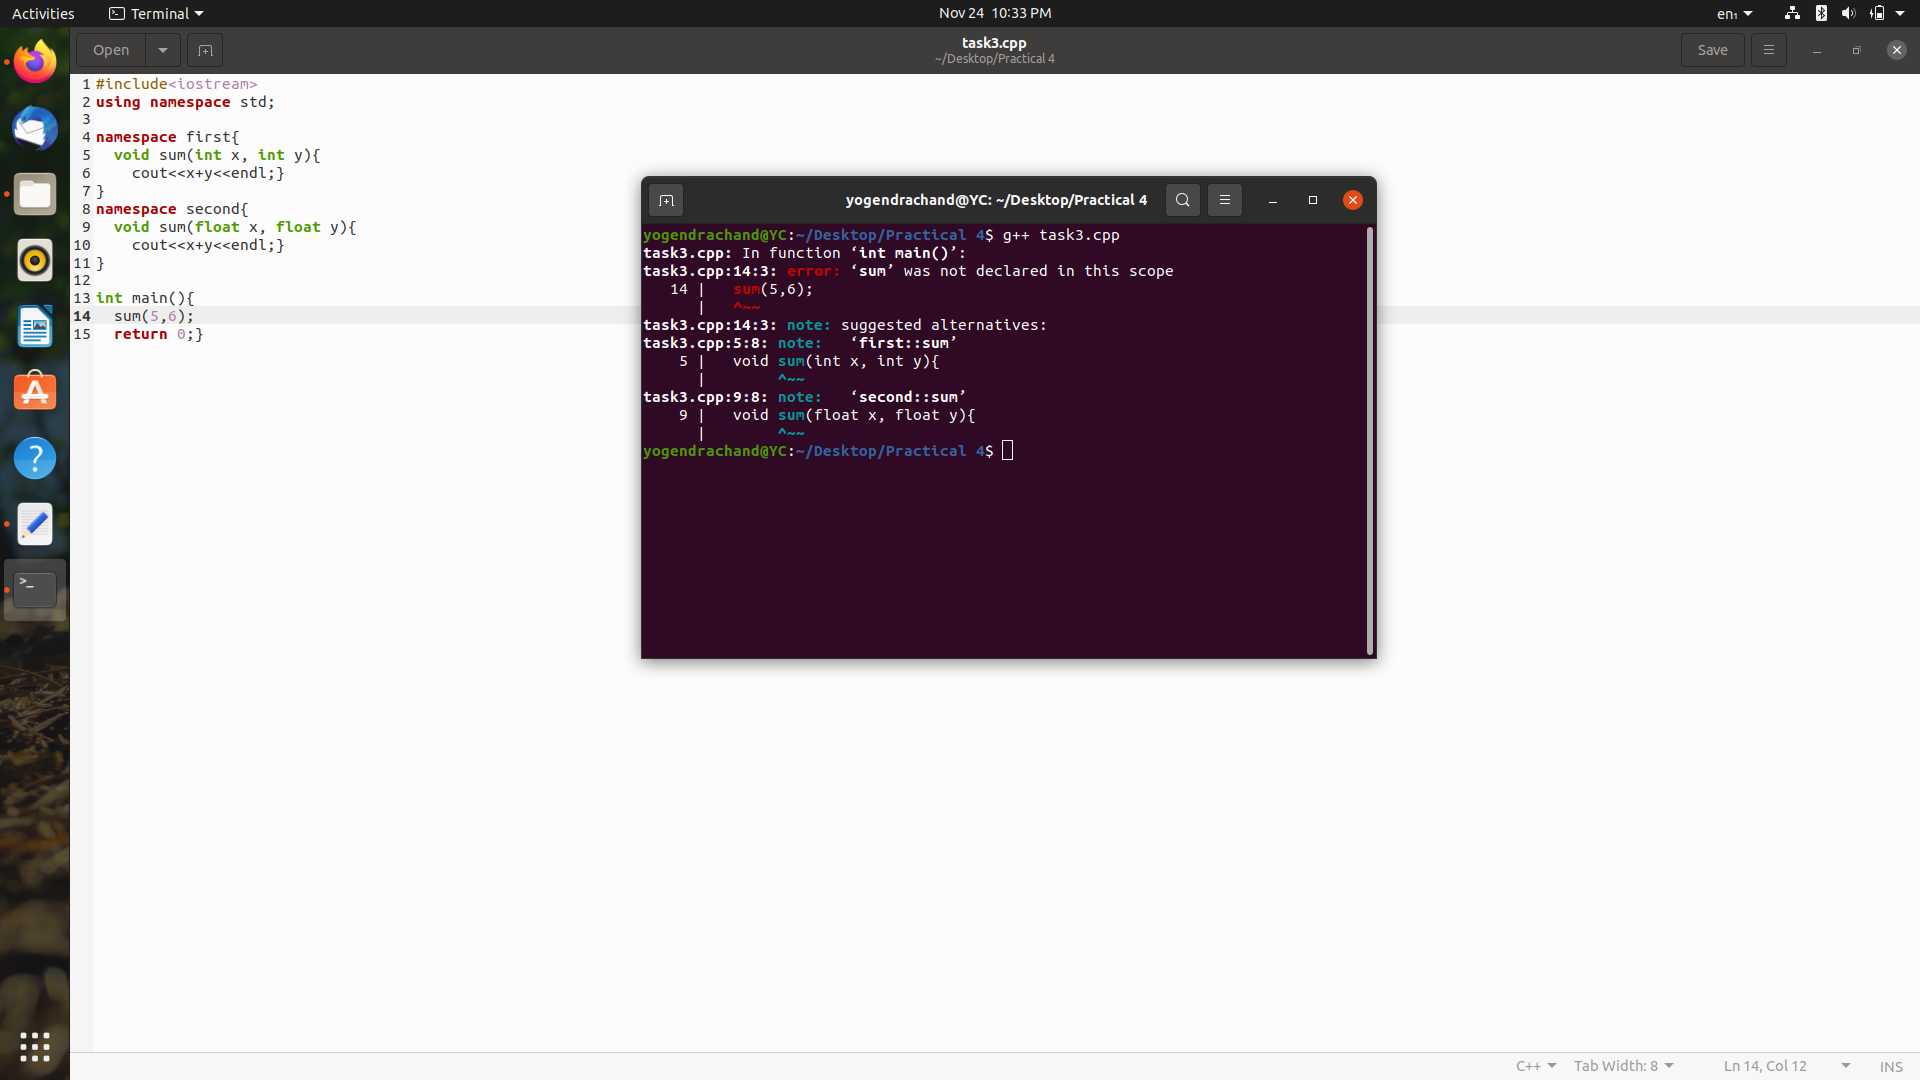 Activities
Terminal
Nov 24 10:33 PM
en₁
Open
task3.cpp
~/Desktop/Practical 4
Save
1 #include<iostream>
2 using namespace std;
3
4 namespace first{
5   void sum(int x, int y){
6     cout<<x+y<<endl;}
7 }
8 namespace second{
9   void sum(float x, float y){
10     cout<<x+y<<endl;}
11 }
12
13 int main(){
14   sum(5,6);
15   return 0;}
yogendrachand@YC: ~/Desktop/Practical 4
yogendrachand@YC:~/Desktop/Practical 4$ g++ task3.cpp
task3.cpp: In function ‘int main()’:
task3.cpp:14:3: error: ‘sum’ was not declared in this scope
   14 |   sum(5,6);
      |   ^~~
task3.cpp:14:3: note: suggested alternatives:
task3.cpp:5:8: note:   ‘first::sum’
    5 |   void sum(int x, int y){
      |        ^~~
task3.cpp:9:8: note:   ‘second::sum’
    9 |   void sum(float x, float y){
      |        ^~~
yogendrachand@YC:~/Desktop/Practical 4$
C++
Tab Width: 8
Ln 14, Col 12
INS